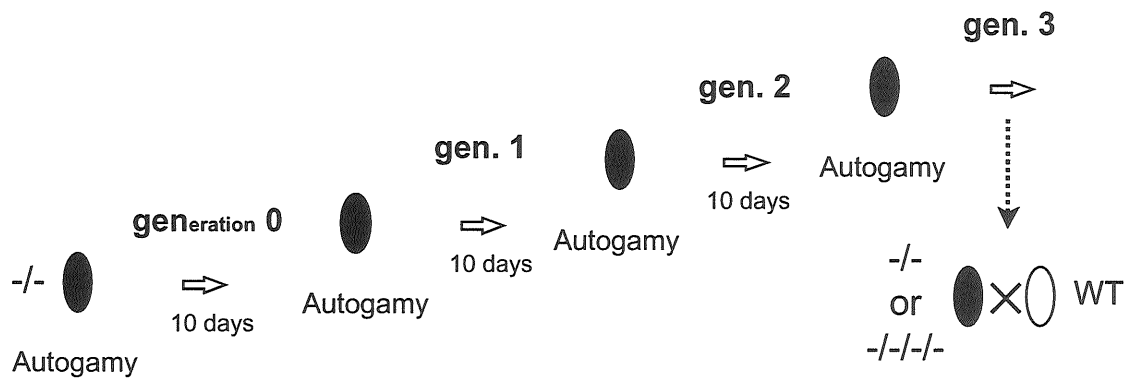 gen. 3
gen. 2
Autogamy
10 days
gen. 1
Autogamy
10 days
generation 0
Autogamy
10 days
-/-
Autogamy
-/-
or
-/-/-/-
WT